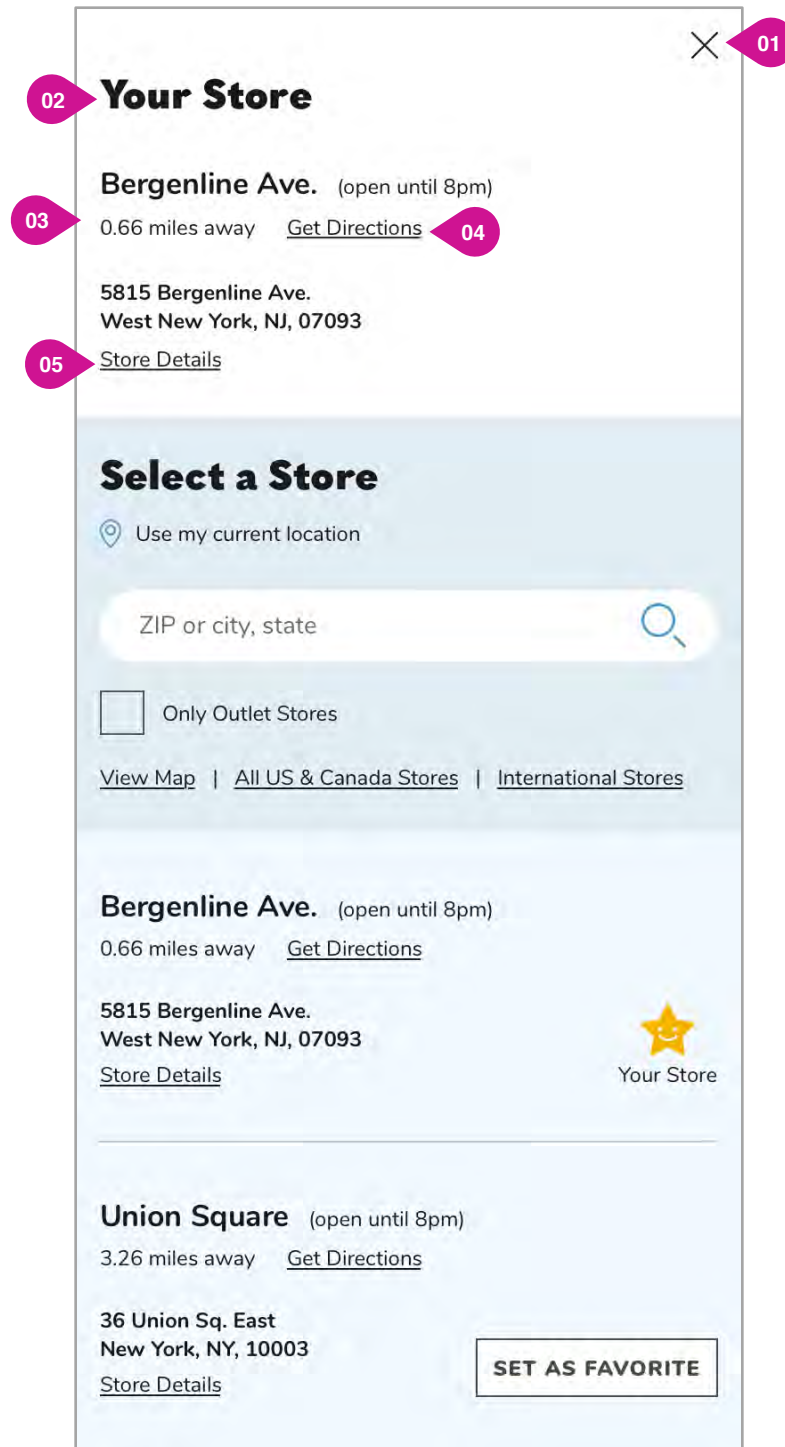 01
02 Your Store
Bergenline Ave. (open until 8pm)
03 0.66 miles away Get Directions 04
5815 Bergenline Ave.
West New York, NJ, 07093
05 Store Details
Select a Store
Use my current location
ZIP or city, state
Only Outlet Stores
View Map | All US & Canada Stores | International Stores
Bergenline Ave. (open until 8pm)
0.66 miles away Get Directions
5815 Bergenline Ave.
West New York, NJ, 07093
Store Details Your Store
Union Square (open until 8pm)
3.26 miles away Get Directions
36 Union Sq. East
New York, NY, 10003
Store Details SET AS FAVORITE